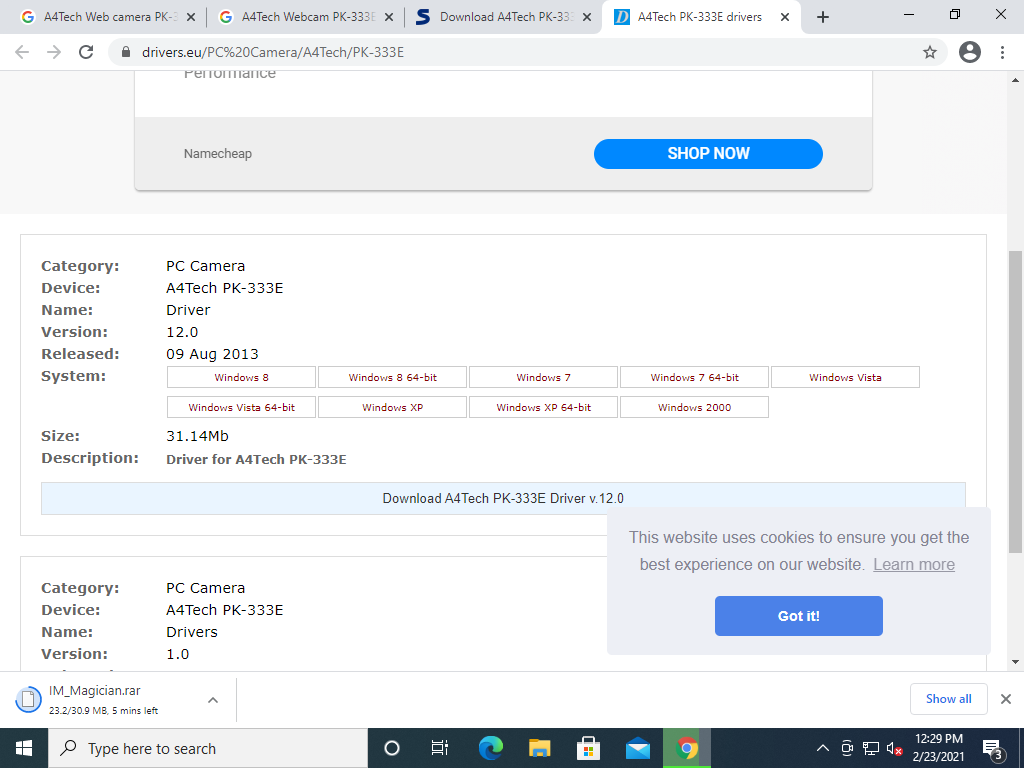 A4Tech Web camera PK-3
A4Tech Webcam PK-333E
Download A4Tech PK-333
A4Tech PK-333E drivers
drivers.eu/PC%20Camera/A4Tech/PK-333E
Performance
Namecheap
SHOP NOW
Category: PC Camera
Device: A4Tech PK-333E
Name: Driver
Version: 12.0
Released: 09 Aug 2013
System: Windows 8 Windows 8 64-bit Windows 7 Windows 7 64-bit Windows Vista
Windows Vista 64-bit Windows XP Windows XP 64-bit Windows 2000
Size: 31.14Mb
Description: Driver for A4Tech PK-333E
Download A4Tech PK-333E Driver v.12.0
This website uses cookies to ensure you get the
best experience on our website. Learn more
Got it!
Category: PC Camera
Device: A4Tech PK-333E
Name: Drivers
Version: 1.0
IM_Magician.rar
23.2/30.9 MB, 5 mins left
Show all
Type here to search
12:29 PM
2/23/2021
3